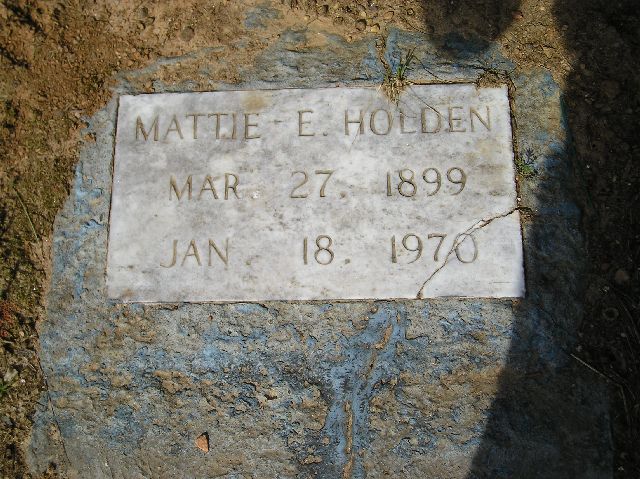 MATTIE E. HOLDEN
MAR. 27, 1899
JAN. 18. 1970